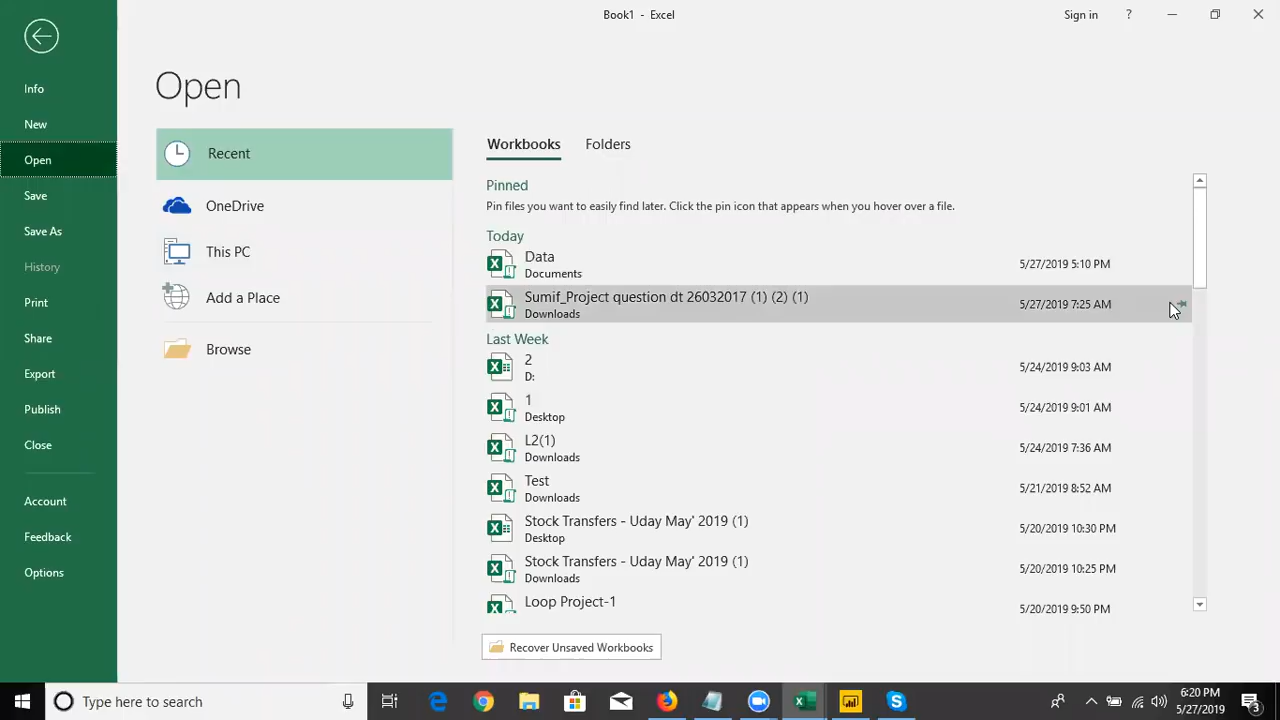 Book1 - Excel
Sign in
?
Info
New
Open
Save
Save As
History
Print
Share
Export
Publish
Close
Account
Feedback
Options
Open
Recent
OneDrive
This PC
Add a Place
Browse
Workbooks Folders
Pinned
Pin files you want to easily find later. Click the pin icon that appears when you hover over a file.
Today
Data
Documents
5/27/2019 5:10 PM
Sumif_Project question dt 26032017 (1) (2) (1)
Downloads
5/27/2019 7:25 AM
Last Week
2
D:
5/24/2019 9:03 AM
1
Desktop
5/24/2019 9:01 AM
L2(1)
Downloads
5/24/2019 7:36 AM
Test
Downloads
5/21/2019 8:52 AM
Stock Transfers - Uday May' 2019 (1)
Desktop
5/20/2019 10:30 PM
Stock Transfers - Uday May' 2019 (1)
Downloads
5/20/2019 10:25 PM
Loop Project-1
5/20/2019 9:50 PM
Recover Unsaved Workbooks
Type here to search
6:20 PM
5/27/2019
3